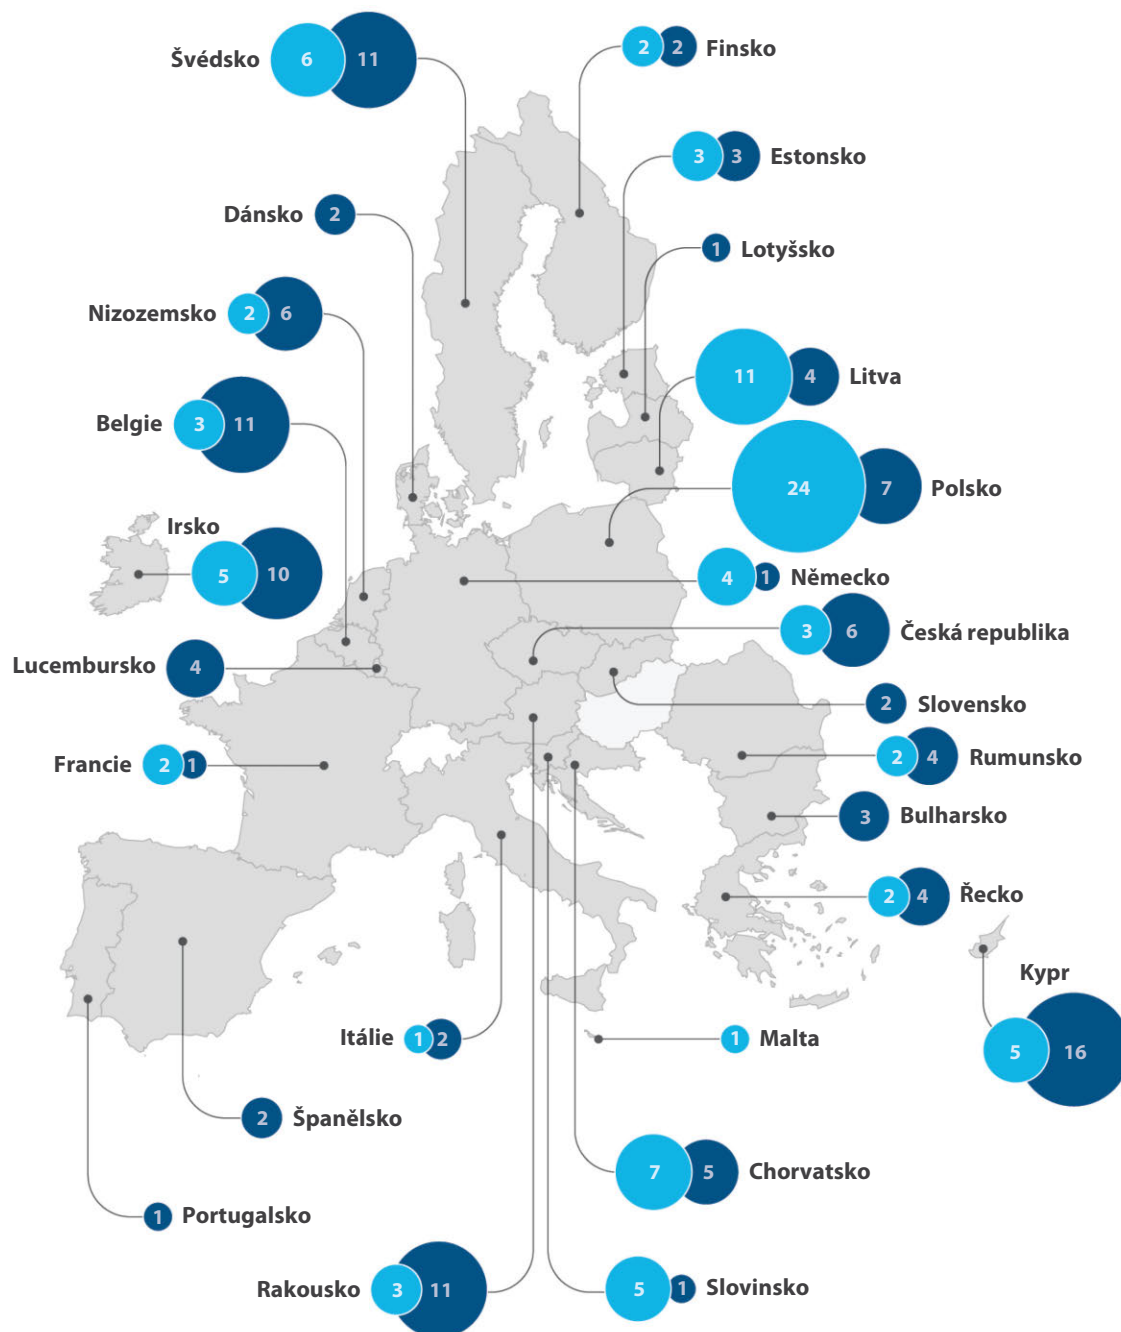 Švédsko 6 11
2 2 Finsko
3 3 Estonsko
Dánsko 2
1 Lotyšsko
Nizozemsko 2 6
11 4 Litva
Belgie 3 11
24 7 Polsko
Irsko
5 10
4 1 Německo
3 6 Česká republika
Lucembursko 4
2 Slovensko
Francie 2 1
2 4 Rumunsko
3 Bulharsko
2 4 Řecko
Kypr
5 16
Itálie 1 2
1 Malta
2 Španělsko
7 5 Chorvatsko
1 Portugalsko
Rakousko 3 11
5 1 Slovinsko